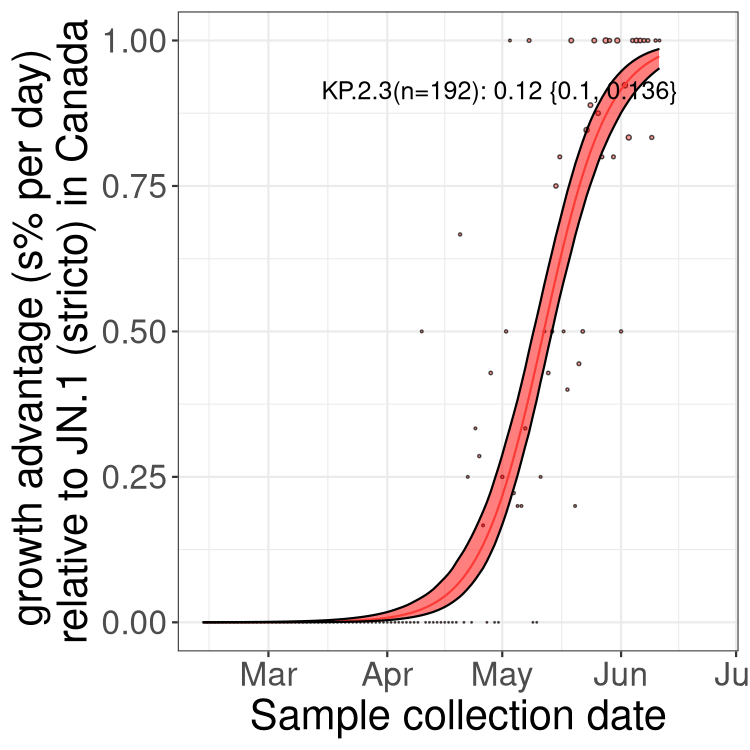 growth advantage (s% per day)
relative to JN.1 (stricto) in Canada
1.00
0.75
0.50
0.25
0.00
KP.2.3(n=192): 0.12 {0.1, 0.136}
Mar Apr May Jun Ju
Sample collection date